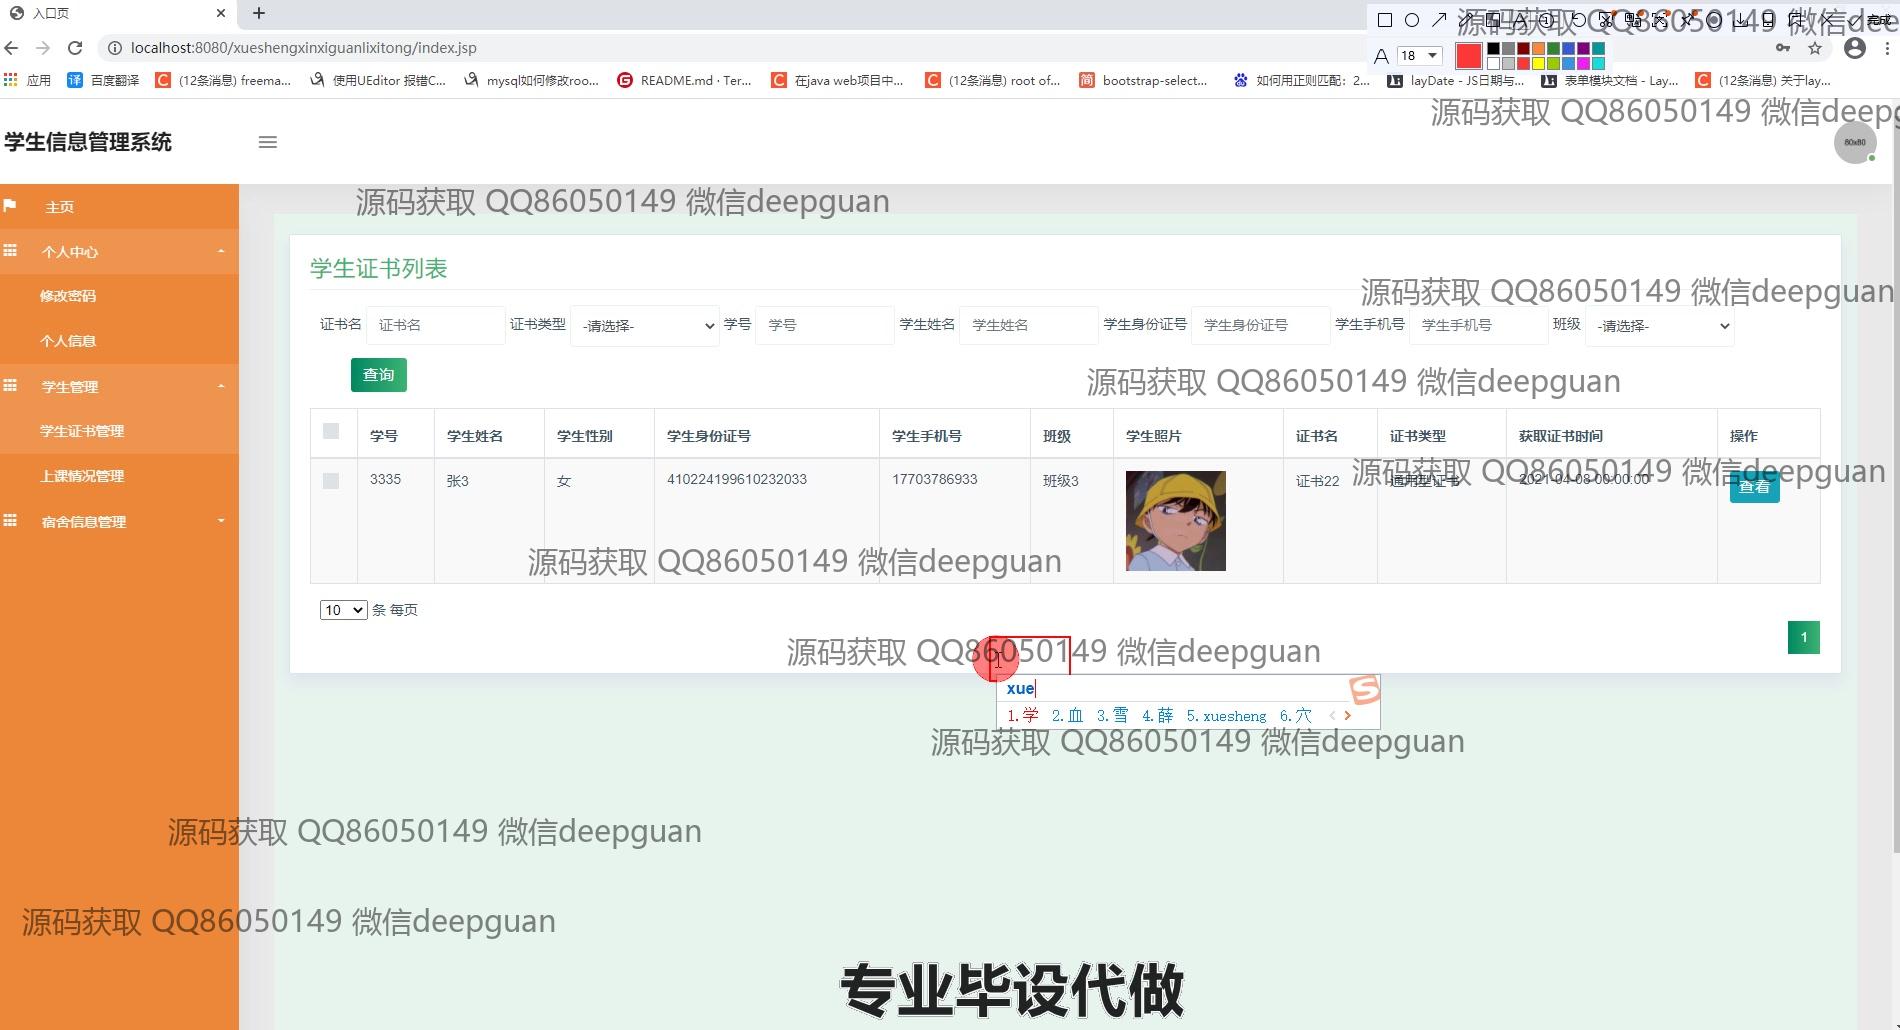 入口页
完成
localhost:8080/xueshengxinxiguanlixitong/index.jsp
A 18
应用 百度翻译 (12条消息) freema... 使用UEditor 报错C... mysql如何修改roo... README.md · Ter... 在java web项目中... (12条消息) root of... bootstrap-select... 如何用正则匹配：2... layDate - JS日期与... 表单模块文档 - Lay... (12条消息) 关于lay...
源码获取 QQ86050149 微信dee
源码获取 QQ86050149 微信deepg
学生信息管理系统
80x80
源码获取 QQ86050149 微信deepguan
主页
个人中心
修改密码
个人信息
学生管理
学生证书管理
上课情况管理
宿舍信息管理
学生证书列表
源码获取 QQ86050149 微信deepguan
证书名 证书名 证书类型 -请选择- 学号 学号 学生姓名 学生姓名 学生身份证号 学生身份证号 学生手机号 学生手机号 班级 -请选择-
查询
源码获取 QQ86050149 微信deepguan
学号 学生姓名 学生性别 学生身份证号 学生手机号 班级 学生照片 证书名 证书类型 获取证书时间 操作
3335 张3 女 410224199610232033 17703786933 班级3 证书22 通用型证书 2021-04-08 00:00:00 查看
源码获取 QQ86050149 微信deepguan
源码获取 QQ86050149 微信deepguan
10 条 每页
1
源码获取 QQ86050149 微信deepguan
xue
1.学 2.血 3.雪 4.薛 5.xuesheng 6.穴
源码获取 QQ86050149 微信deepguan
源码获取 QQ86050149 微信deepguan
源码获取 QQ86050149 微信deepguan
专业毕设代做